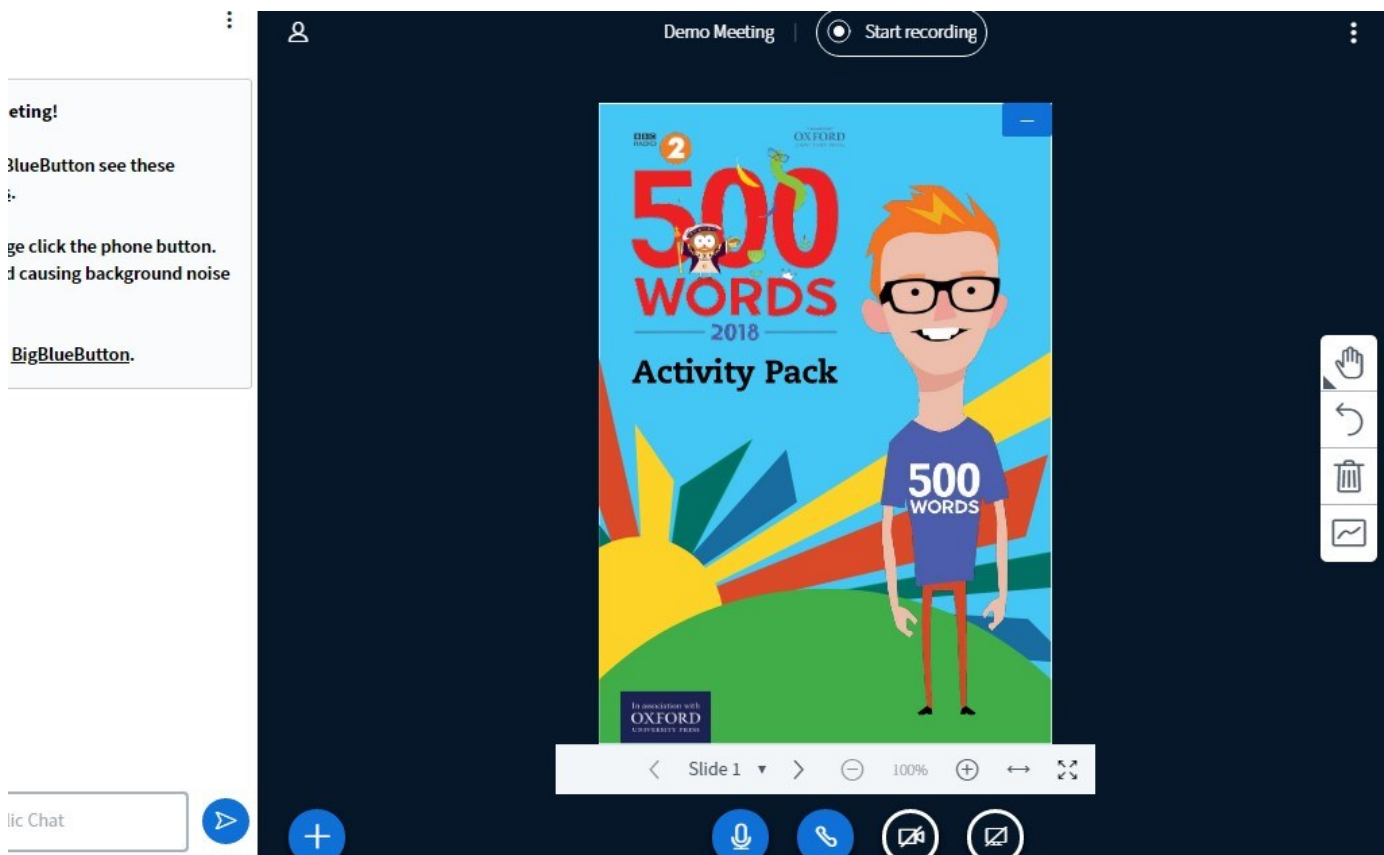 Demo Meeting
Start recording
eting!
BlueButton see these
ge click the phone button.
d causing background noise
BigBlueButton.
BBC
RADIO
2
OXFORD
500
WORDS
2018
Activity Pack
500
WORDS
In association with
OXFORD
UNIVERSITY PRESS
Slide 1
100%
lic Chat